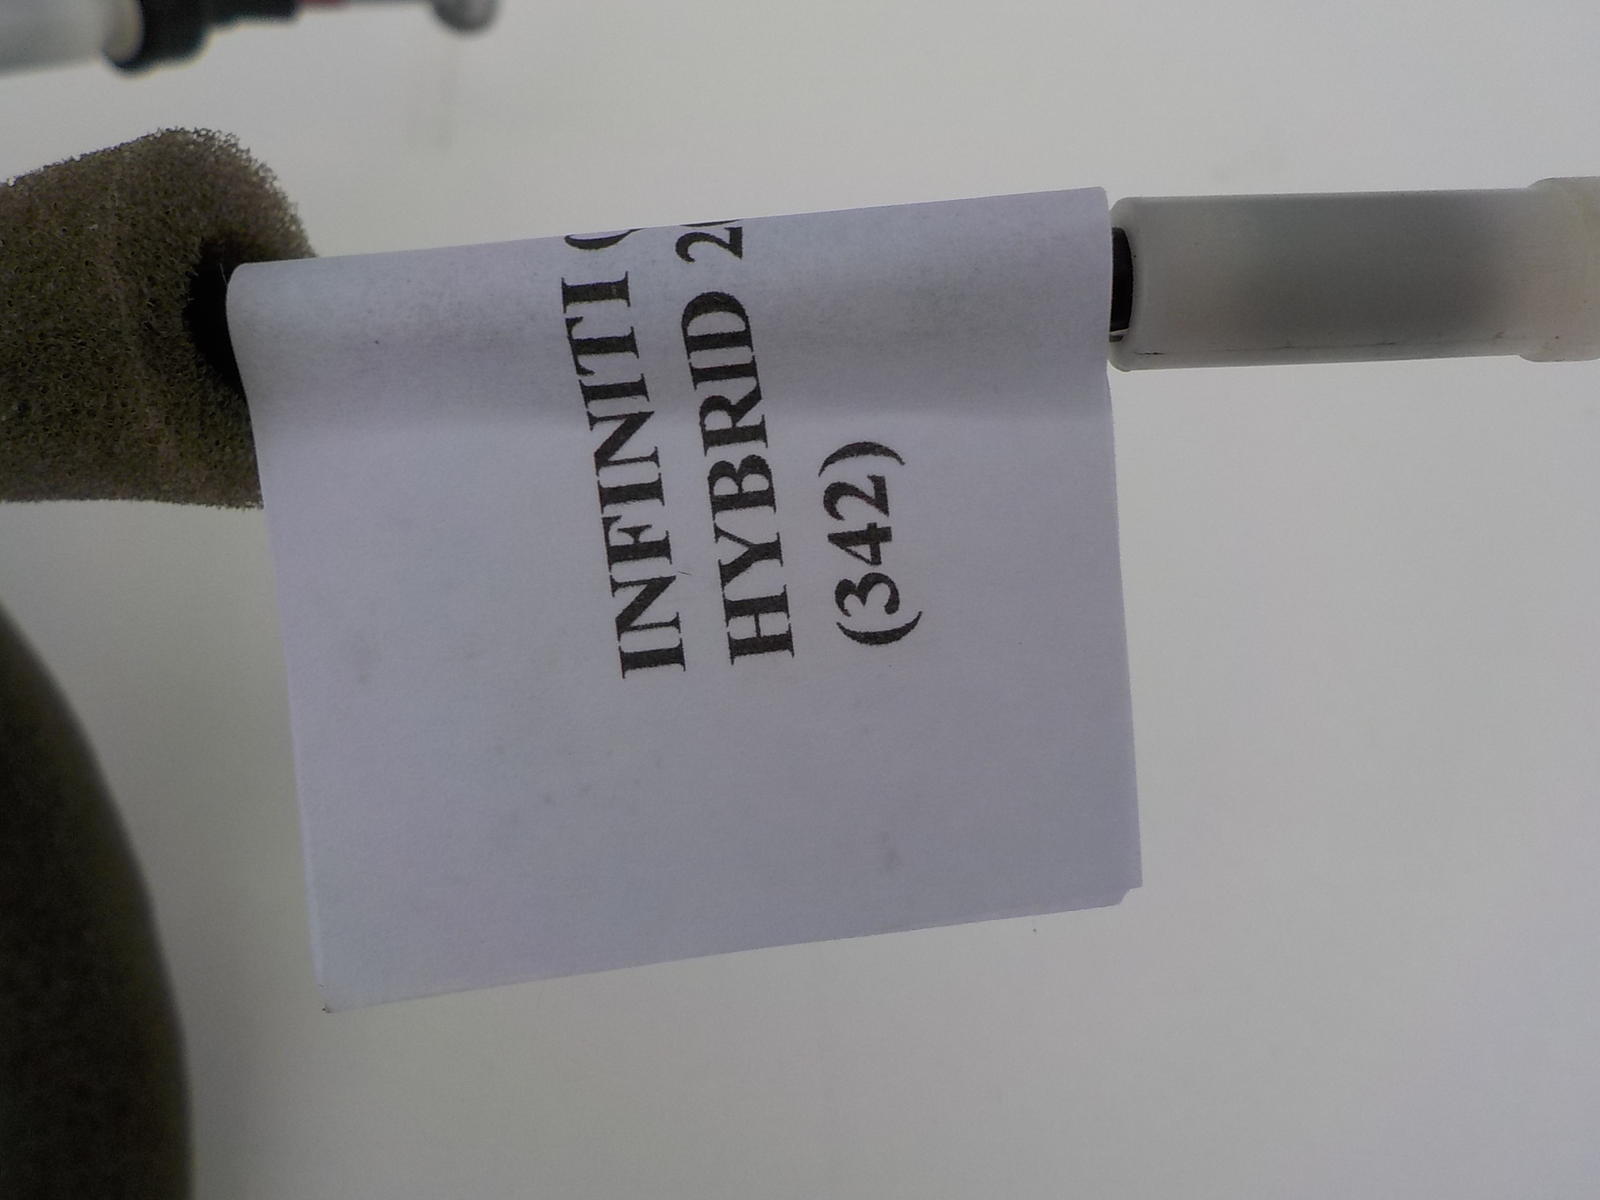 INFINITI
HYBRID
(342)